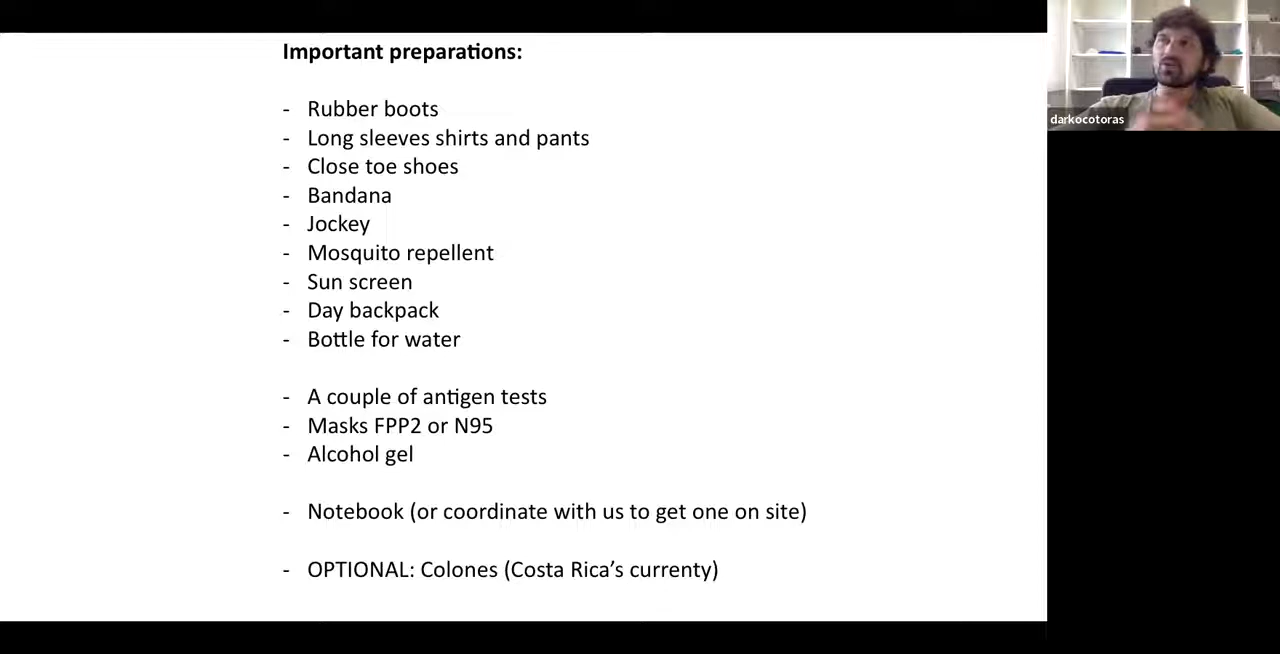 Important preparations:
- Rubber boots
- Long sleeves shirts and pants
- Close toe shoes
- Bandana
- Jockey
- Mosquito repellent
- Sun screen
- Day backpack
- Bottle for water
- A couple of antigen tests
- Masks FPP2 or N95
- Alcohol gel
- Notebook (or coordinate with us to get one on site)
- OPTIONAL: Colones (Costa Rica’s currenty)
darkocotoras